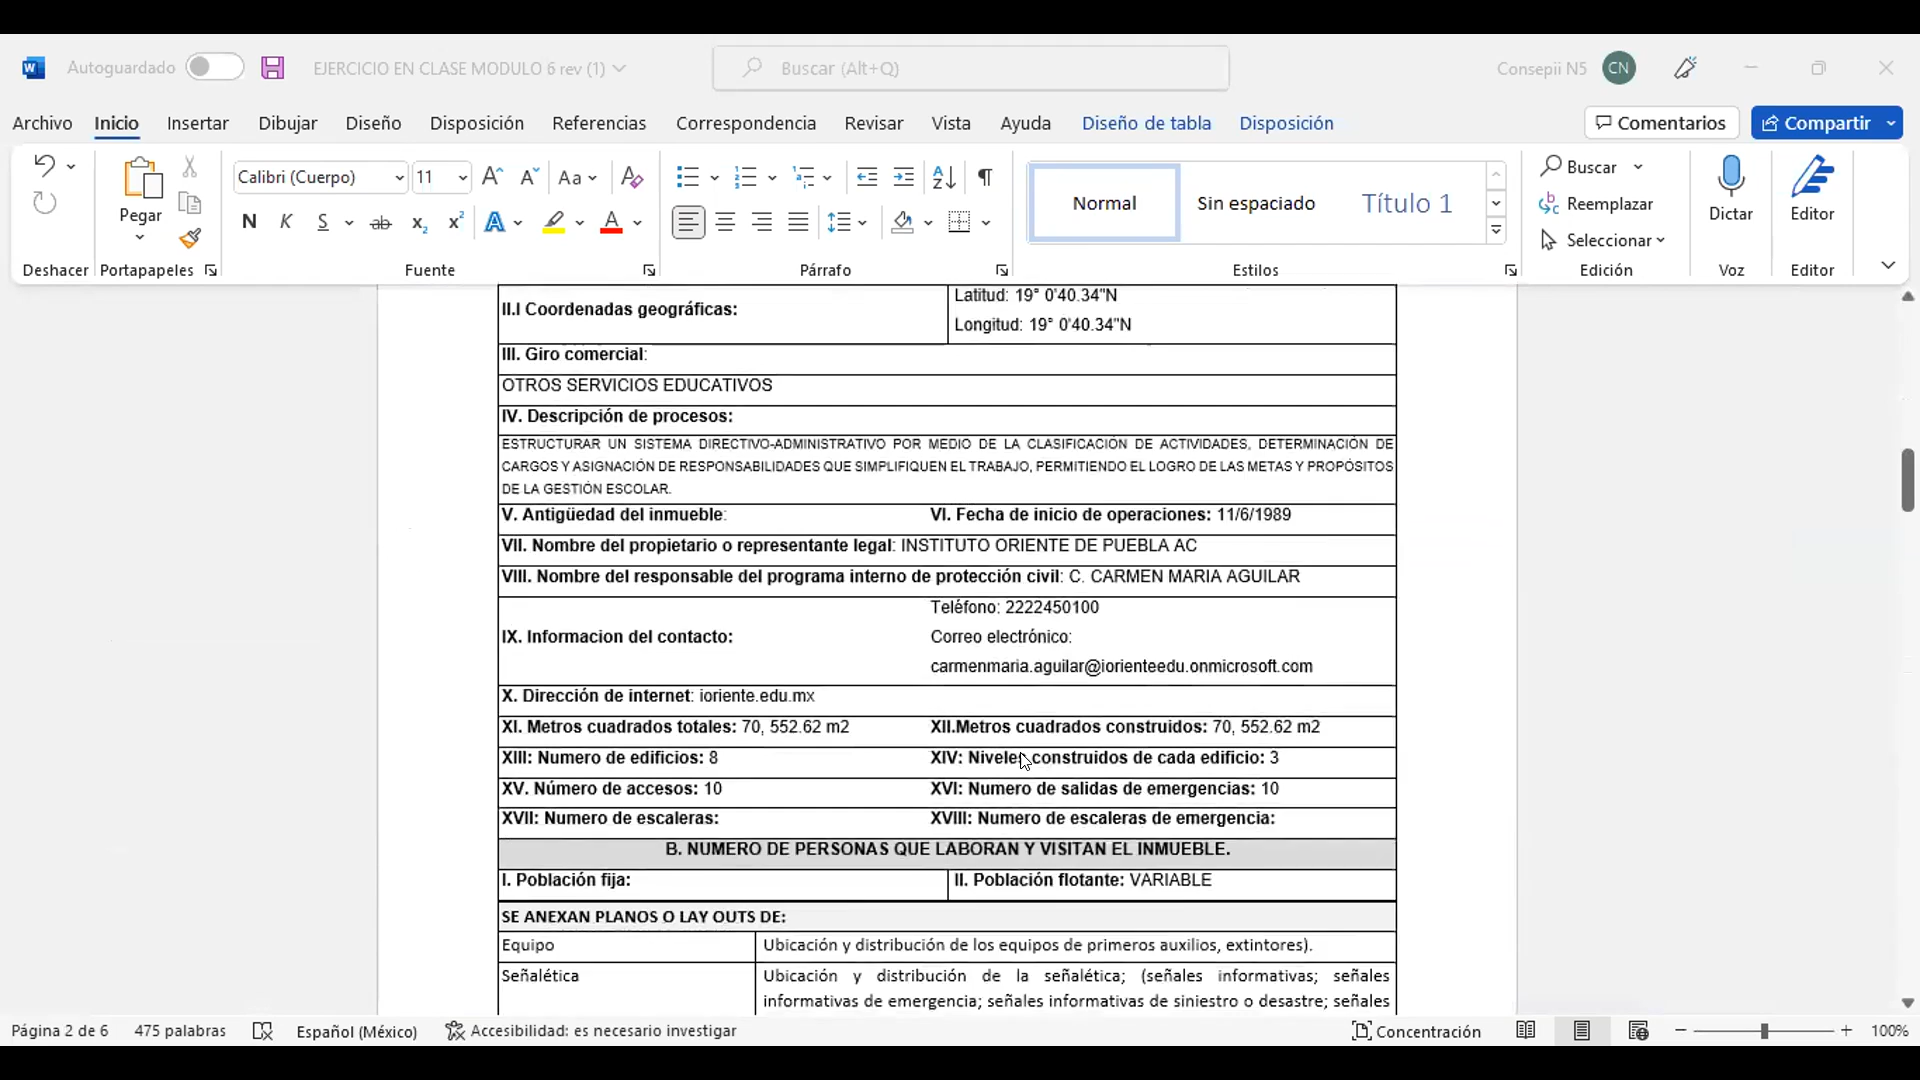 Autoguardado
EJERCICIO EN CLASE MODULO 6 rev (1)
Buscar (Alt+Q)
Consepii N5
CN
Archivo Inicio Insertar Dibujar Diseño Disposición Referencias Correspondencia Revisar Vista Ayuda Diseño de tabla Disposición
Comentarios
Compartir
Pegar
Deshacer
Portapapeles
Calibri (Cuerpo) 11
Aa
N K S ab x₂ x² A A
Fuente
Párrafo
Normal
Sin espaciado
Título 1
Estilos
Buscar
Reemplazar
Seleccionar
Edición
Dictar
Voz
Editor
Editor
II.I Coordenadas geográficas:
Latitud: 19° 0'40.34"N
Longitud: 19° 0'40.34"N
III. Giro comercial:
OTROS SERVICIOS EDUCATIVOS
IV. Descripción de procesos:
ESTRUCTURAR UN SISTEMA DIRECTIVO-ADMINISTRATIVO POR MEDIO DE LA CLASIFICACIÓN DE ACTIVIDADES, DETERMINACIÓN DE
CARGOS Y ASIGNACIÓN DE RESPONSABILIDADES QUE SIMPLIFIQUEN EL TRABAJO, PERMITIENDO EL LOGRO DE LAS METAS Y PROPÓSITOS
DE LA GESTIÓN ESCOLAR.
V. Antigüedad del inmueble: VI. Fecha de inicio de operaciones: 11/6/1989
VII. Nombre del propietario o representante legal: INSTITUTO ORIENTE DE PUEBLA AC
VIII. Nombre del responsable del programa interno de protección civil: C. CARMEN MARIA AGUILAR
IX. Informacion del contacto:
Teléfono: 2222450100
Correo electrónico:
carmenmaria.aguilar@iorienteedu.onmicrosoft.com
X. Dirección de internet: ioriente.edu.mx
XI. Metros cuadrados totales: 70, 552.62 m2 XII.Metros cuadrados construidos: 70, 552.62 m2
XIII: Numero de edificios: 8 XIV: Niveles construidos de cada edificio: 3
XV. Número de accesos: 10 XVI: Numero de salidas de emergencias: 10
XVII: Numero de escaleras: XVIII: Numero de escaleras de emergencia:
B. NUMERO DE PERSONAS QUE LABORAN Y VISITAN EL INMUEBLE.
I. Población fija: II. Población flotante: VARIABLE
SE ANEXAN PLANOS O LAY OUTS DE:
Equipo Ubicación y distribución de los equipos de primeros auxilios, extintores).
Señalética Ubicación y distribución de la señalética; (señales informativas; señales
informativas de emergencia; señales informativas de siniestro o desastre; señales
Página 2 de 6 475 palabras Español (México) Accesibilidad: es necesario investigar Concentración 100%